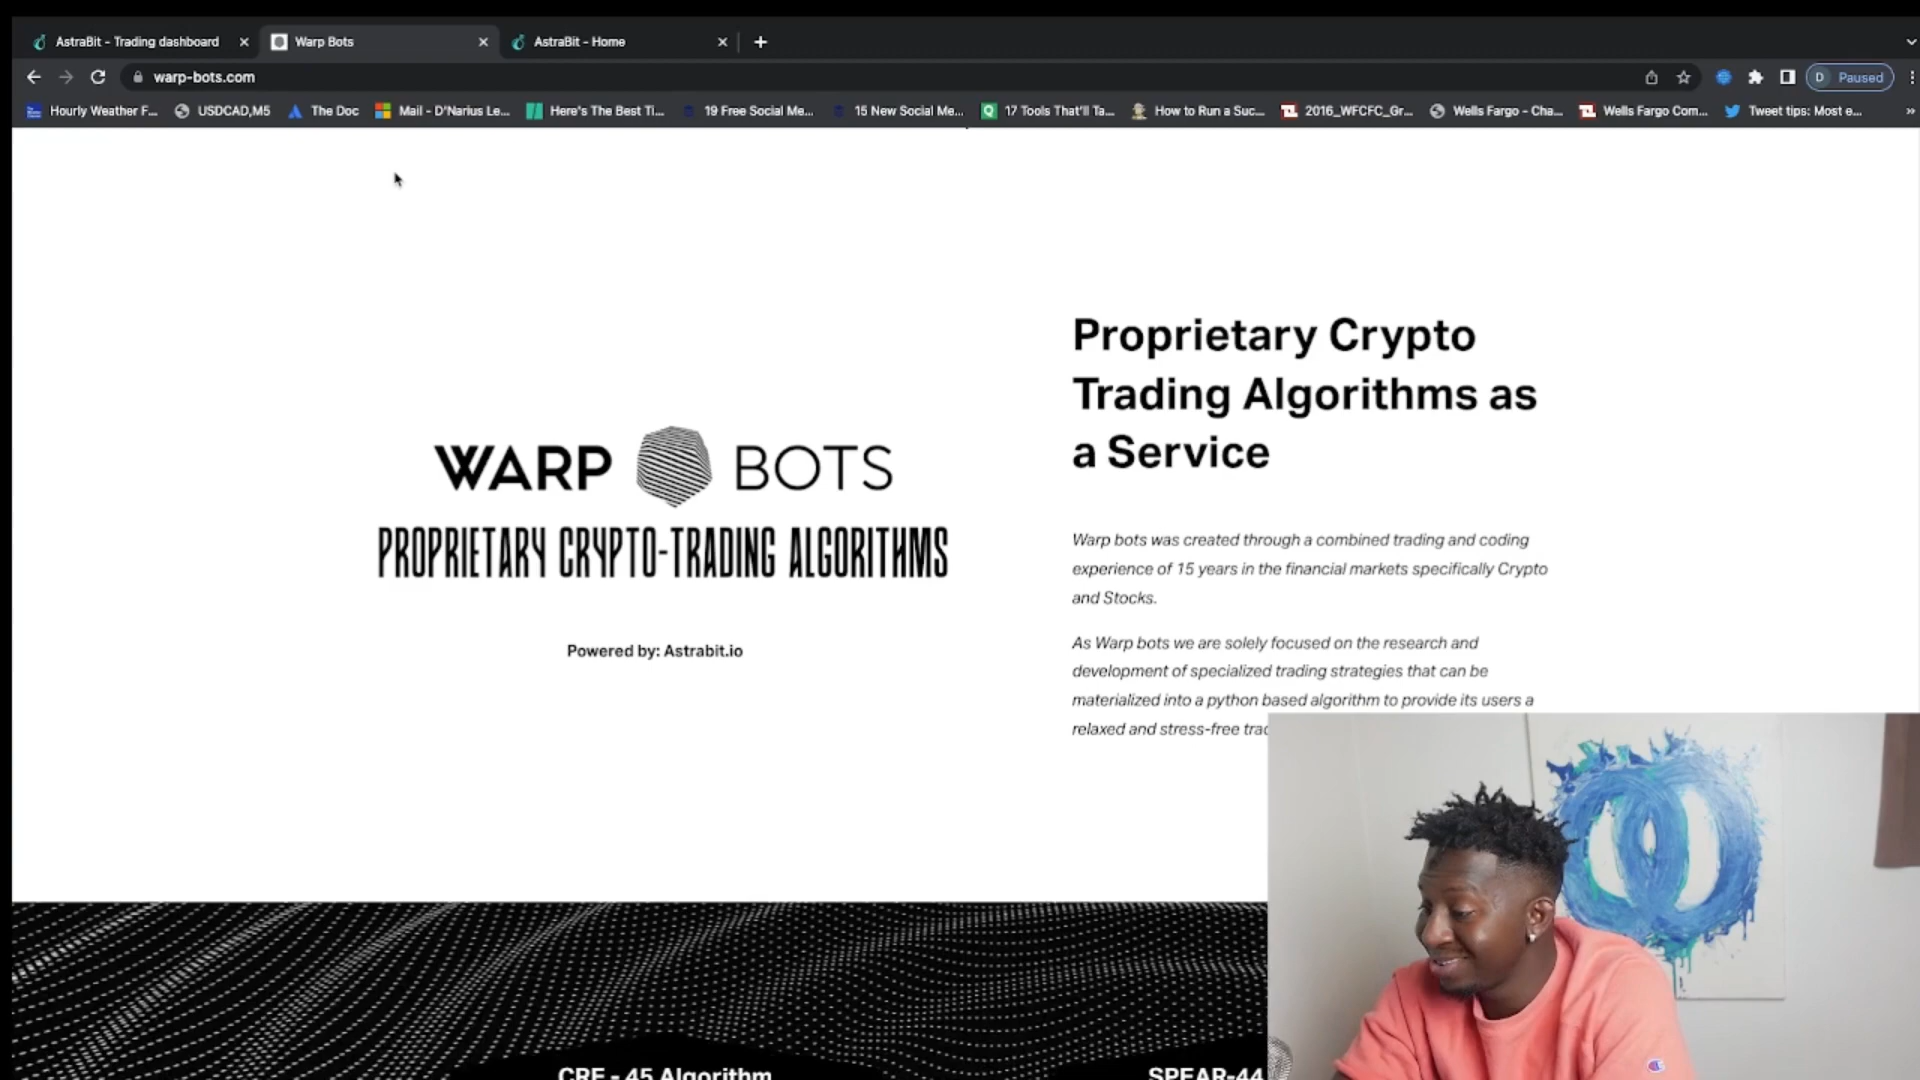 AstraBit - Trading dashboard
Warp Bots
AstraBit - Home
warp-bots.com
D Paused
Hourly Weather F...
USDCAD,M5
The Doc
Mail - D'Narius Le...
Here's The Best Ti...
19 Free Social Me...
15 New Social Me...
17 Tools That'll Ta...
How to Run a Suc...
2016_WFCFC_Gr...
Wells Fargo - Cha...
Wells Fargo Com...
Tweet tips: Most e...
WARP BOTS
PROPRIETARY CRYPTO-TRADING ALGORITHMS
Powered by: Astrabit.io
Proprietary Crypto
Trading Algorithms as
a Service
Warp bots was created through a combined trading and coding
experience of 15 years in the financial markets specifically Crypto
and Stocks.
As Warp bots we are solely focused on the research and
development of specialized trading strategies that can be
materialized into a python based algorithm to provide its users a
relaxed and stress-free
CRE - 45 Algorithm
SPEAR-44